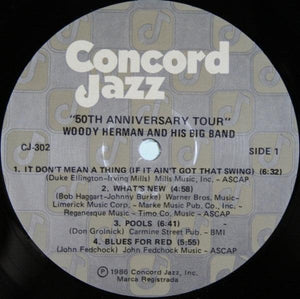 Concord
Jazz
"50TH ANNIVERSARY TOUR"
WOODY HERMAN AND HIS BIG BAND
CJ-302
SIDE 1
1. IT DON'T MEAN A THING (IF IT AIN'T GOT THAT SWING) (6:32)
(Duke Ellington-Irving Mills) Mills Music, Inc. - ASCAP
2. WHAT'S NEW (4:58)
(Bob Haggart-Johnny Burke) Warner Bros. Music -
Limerick Music Corp. - Marke Music Pub. Co., Inc. -
Regenesque Music - Timo Co. Music - ASCAP
3. POOLS (6:41)
(Don Grolnick) Carmine Street Pub. - BMI
4. BLUES FOR RED (5:55)
(John Fedchock) John Fedchock Music - ASCAP
℗ 1986 Concord Jazz, Inc.
Marca Registrada